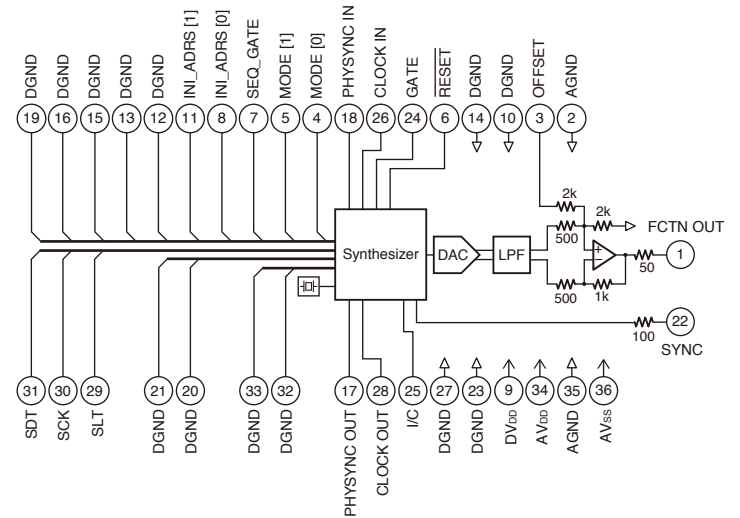 DGND
DGND
DGND
DGND
DGND
INI_ADRS [1]
INI_ADRS [0]
SEQ_GATE
MODE [1]
MODE [0]
PHYSYNC IN
CLOCK IN
GATE
RESET
DGND
DGND
OFFSET
AGND
19
16
15
13
12
11
8
7
5
4
18
26
24
6
14
10
3
2
2k
2k
FCTN OUT
500
Synthesizer
DAC
LPF
+
−
50
1
500
1k
100
22
SYNC
31
30
29
21
20
33
32
17
28
25
27
23
9
34
35
36
SDT
SCK
SLT
DGND
DGND
DGND
DGND
PHYSYNC OUT
CLOCK OUT
I/C
DGND
DGND
DVDD
AVDD
AGND
AVSS